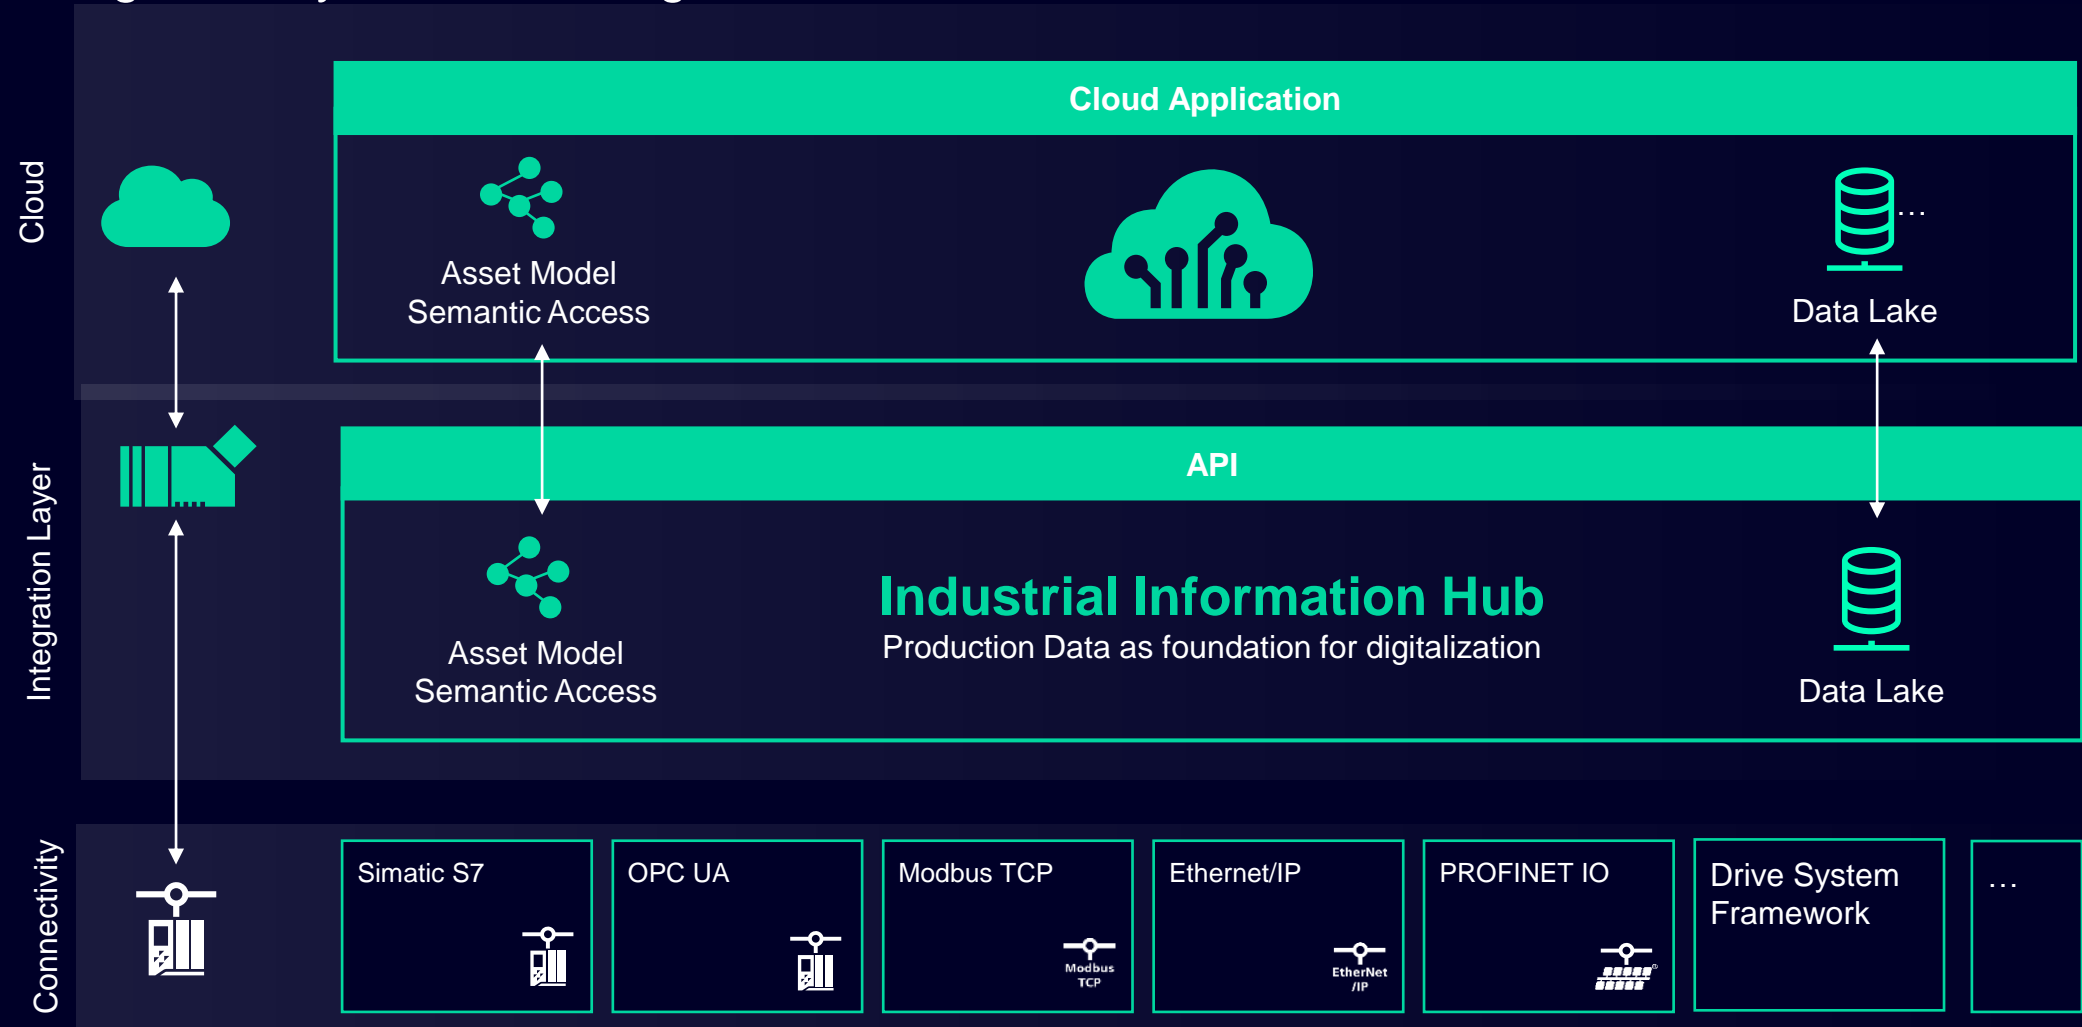 Cloud
Cloud Application
Asset Model
Semantic Access
...
Data Lake
Integration Layer
API
Asset Model
Semantic Access
Industrial Information Hub
Production Data as foundation for digitalization
Data Lake
Connectivity
Simatic S7
OPC UA
Modbus TCP
Modbus
TCP
Ethernet/IP
EtherNet
/IP
PROFINET IO
Drive System
Framework
...